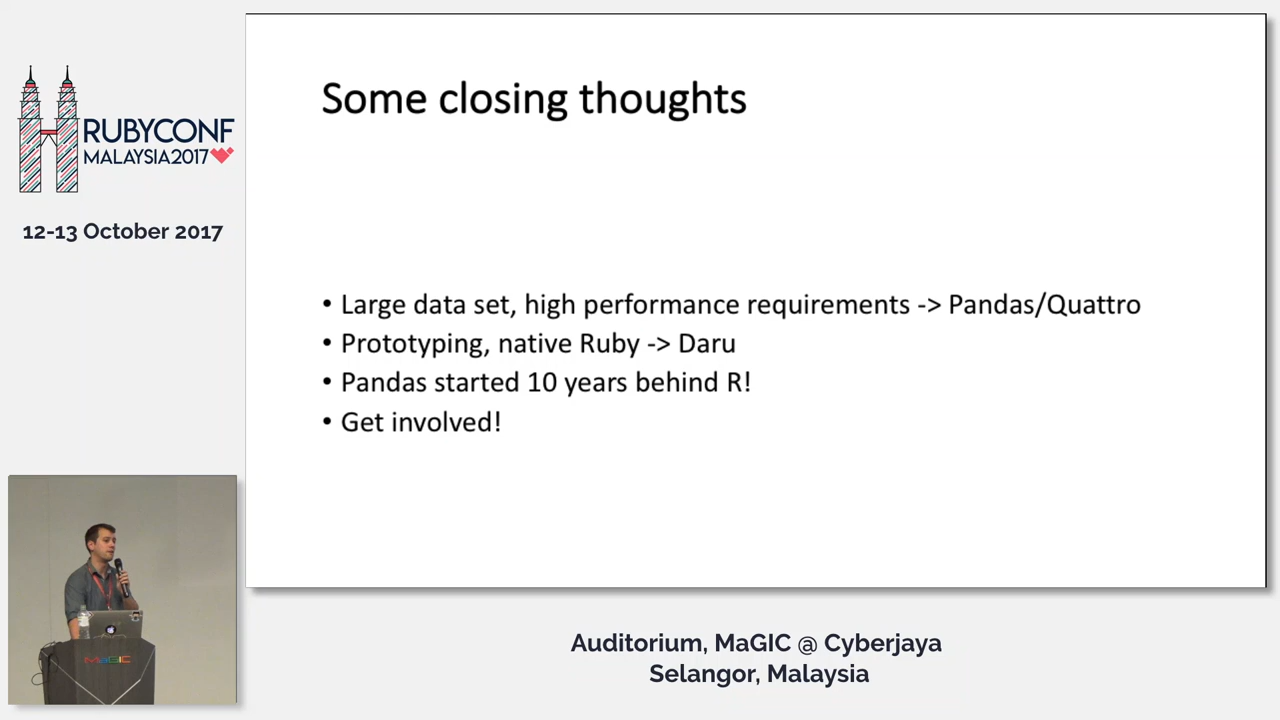 RUBYCONF
MALAYSIA2017
12-13 October 2017
Some closing thoughts
• Large data set, high performance requirements -> Pandas/Quattro
• Prototyping, native Ruby -> Daru
• Pandas started 10 years behind R!
• Get involved!
MaGIC
Auditorium, MaGIC @ Cyberjaya
Selangor, Malaysia